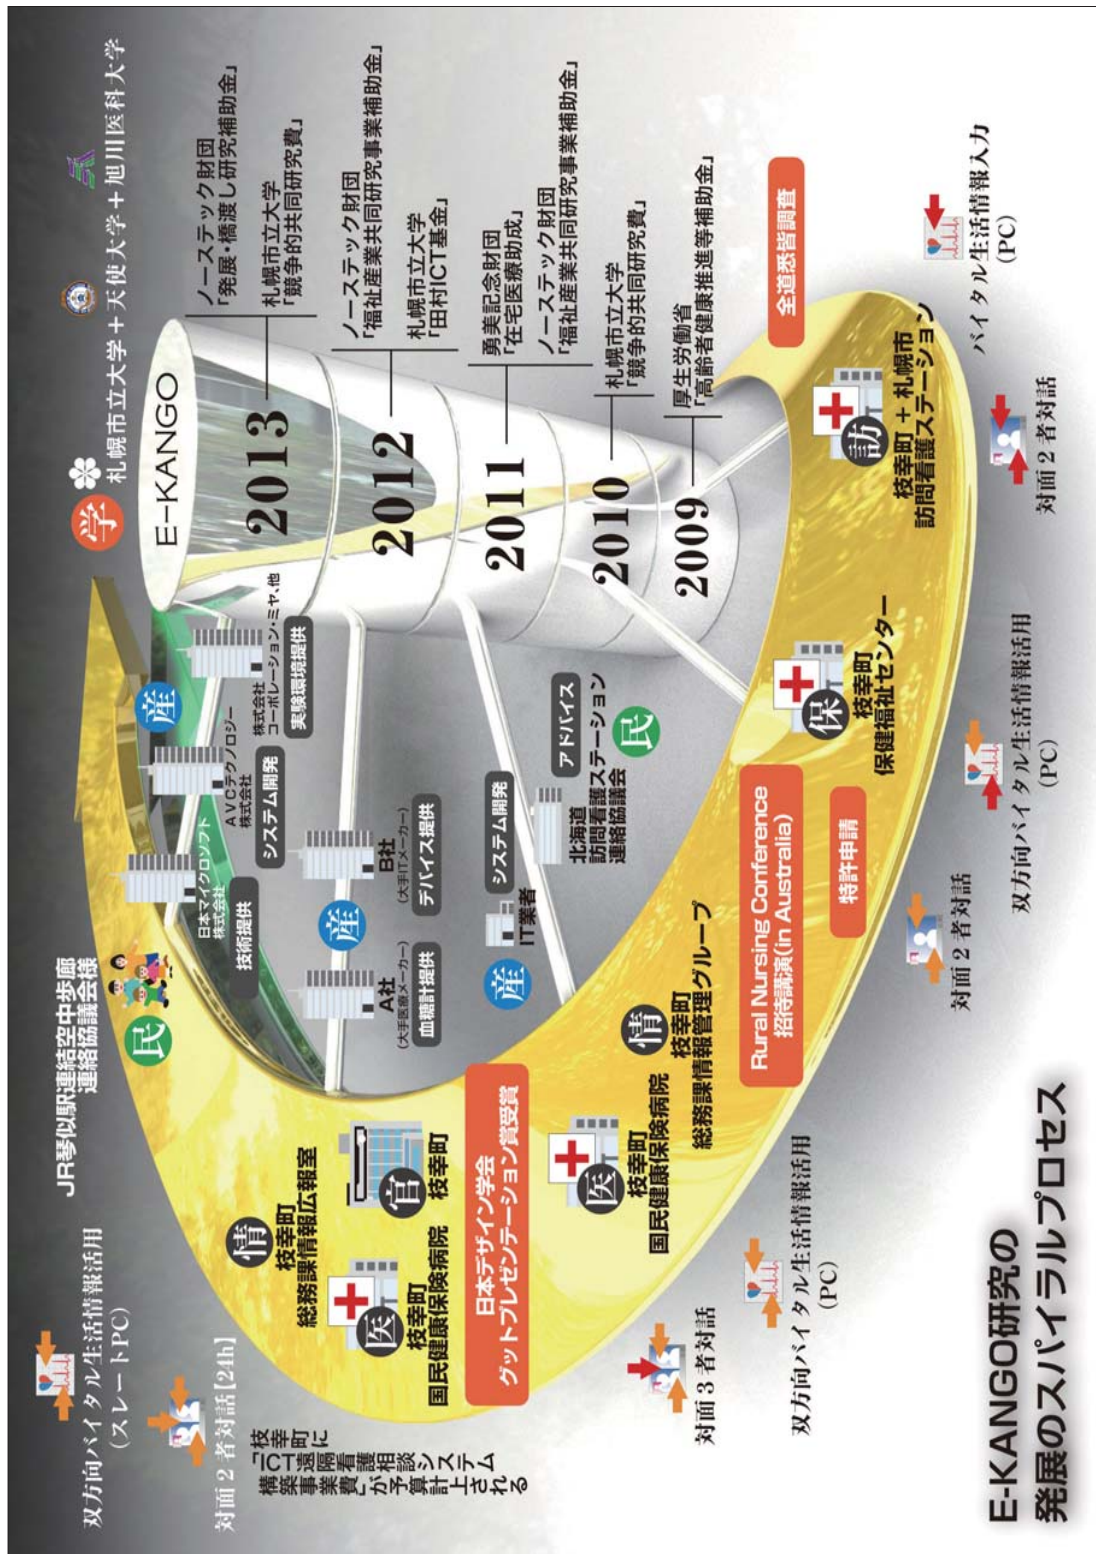 E-KANGO研究の
発展のスパイラルプロセス
学
札幌市立大学＋天使大学＋旭川医科大学
E-KANGO
2013
ノーステック財団
「発展・橋渡し研究補助金」
札幌市立大学
「競争的共同研究費」
2012
ノーステック財団
「福祉産業共同研究事業補助金」
札幌市立大学
「田村ICT基金」
2011
勇美記念財団
「在宅医療助成」
ノーステック財団
「福祉産業共同研究事業補助金」
2010
札幌市立大学
「競争的共同研究費」
2009
厚生労働省
「高齢者健康推進等補助金」
全道悉皆調査
訪
枝幸町＋札幌市
訪問看護ステーション
バイタル生活情報入力
(PC)
対面2者対話
保
枝幸町
保健福祉センター
双方向バイタル生活情報活用
(PC)
対面2者対話
Rural Nursing Conference
招待講演(in Australia)
特許申請
情
枝幸町
総務課情報管理グループ
医
枝幸町
国民健康保険病院
双方向バイタル生活情報活用
(PC)
対面3者対話
日本デザイン学会
グットプレゼンテーション賞受賞
官
枝幸町
情
枝幸町
総務課情報広報室
医
枝幸町
国民健康保険病院
枝幸町に
「ICT遠隔看護相談システム
構築事業費」が予算計上される
対面2者対話【24h】
双方向バイタル生活情報活用
(スレートPC)
JR琴似駅連結空中歩廊
連絡協議会様
民
産
日本マイクロソフト
株式会社
技術提供
AVCテクノロジー
株式会社
システム開発
株式会社
コーポレーション・ミヤ、他
実験環境提供
産
A社
(大手医療メーカー)
血糖計提供
B社
(大手ITメーカー)
デバイス提供
産
IT業者
システム開発
アドバイス
北海道
訪問看護ステーション
連絡協議会
民